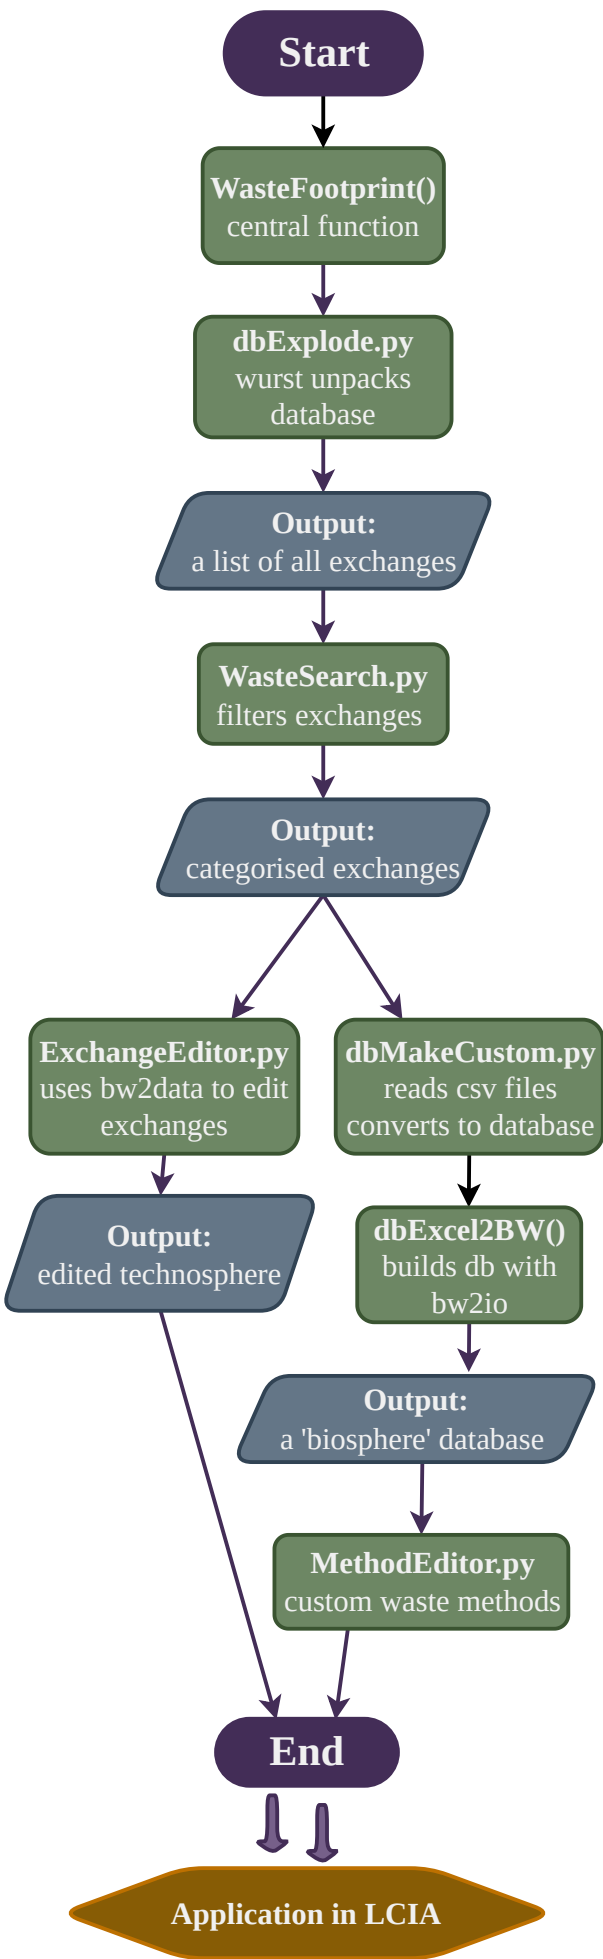 Start
WasteFootprint()
central function
dbExplode.py
wurst unpacks
database
Output:
a list of all exchanges
WasteSearch.py
filters exchanges
Output:
categorised exchanges
ExchangeEditor.py
uses bw2data to edit
exchanges
dbMakeCustom.py
reads csv files
converts to database
Output:
edited technosphere
dbExcel2BW()
builds db with
bw2io
Output:
a 'biosphere' database
MethodEditor.py
custom waste methods
End
Application in LCIA